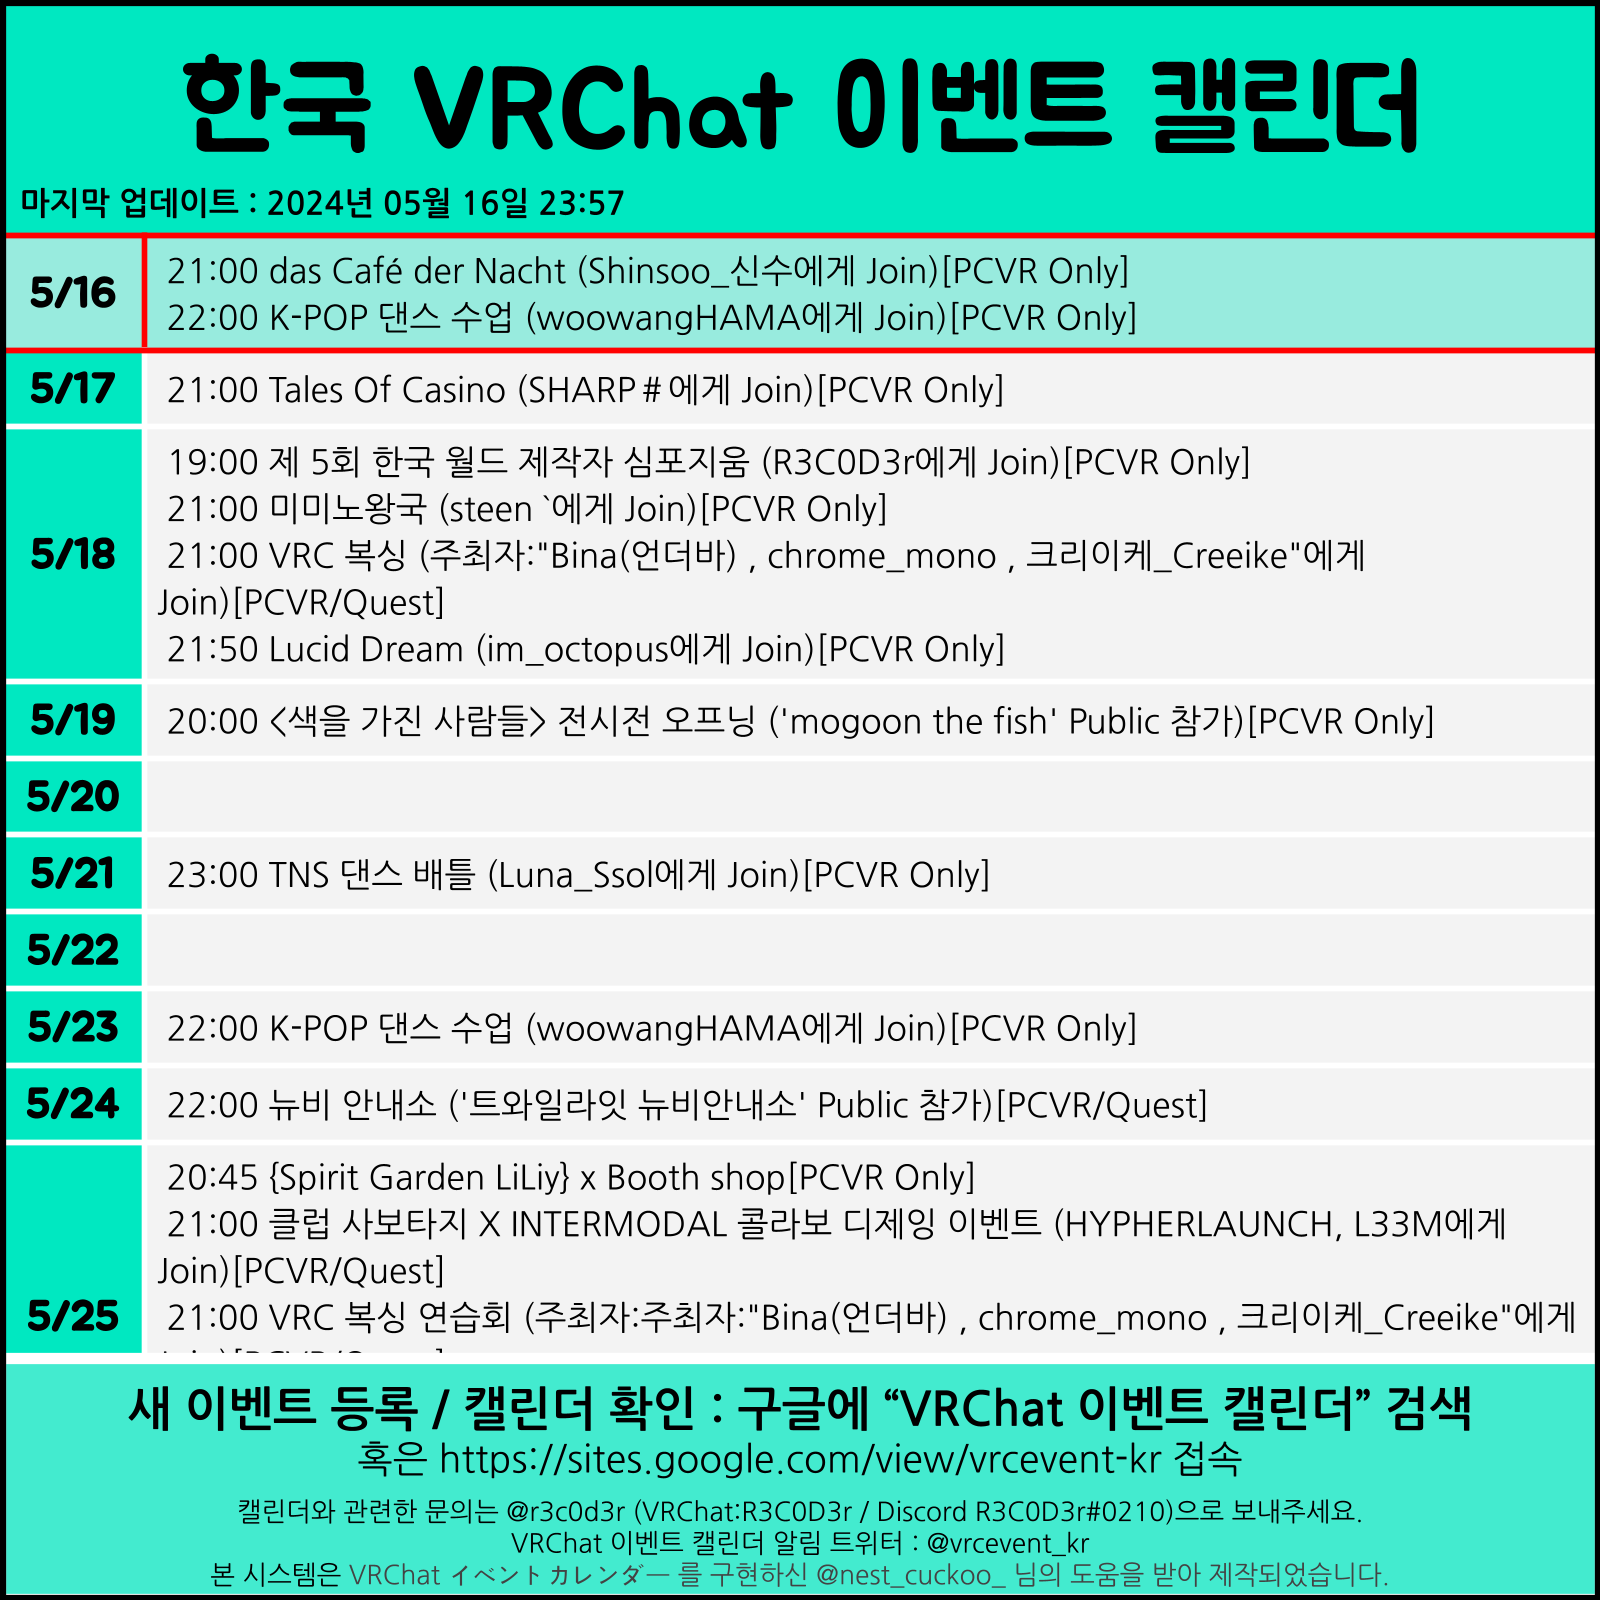 한국 VRChat 이벤트 캘린더
마지막 업데이트 : 2024년 05월 16일 23:57
5/16
21:00 das Café der Nacht (Shinsoo_신수에게 Join)[PCVR Only]
22:00 K-POP 댄스 수업 (woowangHAMA에게 Join)[PCVR Only]
5/17
21:00 Tales Of Casino (SHARP＃에게 Join)[PCVR Only]
5/18
19:00 제 5회 한국 월드 제작자 심포지움 (R3C0D3r에게 Join)[PCVR Only]
21:00 미미노왕국 (steen `에게 Join)[PCVR Only]
21:00 VRC 복싱 (주최자:"Bina(언더바) , chrome_mono , 크리이케_Creeike"에게
Join)[PCVR/Quest]
21:50 Lucid Dream (im_octopus에게 Join)[PCVR Only]
5/19
20:00 <색을 가진 사람들> 전시전 오프닝 ('mogoon the fish' Public 참가)[PCVR Only]
5/20
5/21
23:00 TNS 댄스 배틀 (Luna_Ssol에게 Join)[PCVR Only]
5/22
5/23
22:00 K-POP 댄스 수업 (woowangHAMA에게 Join)[PCVR Only]
5/24
22:00 뉴비 안내소 ('트와일라잇 뉴비안내소' Public 참가)[PCVR/Quest]
5/25
20:45 {Spirit Garden LiLiy} x Booth shop[PCVR Only]
21:00 클럽 사보타지 X INTERMODAL 콜라보 디제잉 이벤트 (HYPHERLAUNCH, L33M에게
Join)[PCVR/Quest]
21:00 VRC 복싱 연습회 (주최자:주최자:"Bina(언더바) , chrome_mono , 크리이케_Creeike"에게
새 이벤트 등록 / 캘린더 확인 : 구글에 “VRChat 이벤트 캘린더” 검색
혹은 https://sites.google.com/view/vrcevent-kr 접속
캘린더와 관련한 문의는 @r3c0d3r (VRChat:R3C0D3r / Discord R3C0D3r#0210)으로 보내주세요.
VRChat 이벤트 캘린더 알림 트위터 : @vrcevent_kr
본 시스템은 VRChat イベントカレンダー 를 구현하신 @nest_cuckoo_ 님의 도움을 받아 제작되었습니다.